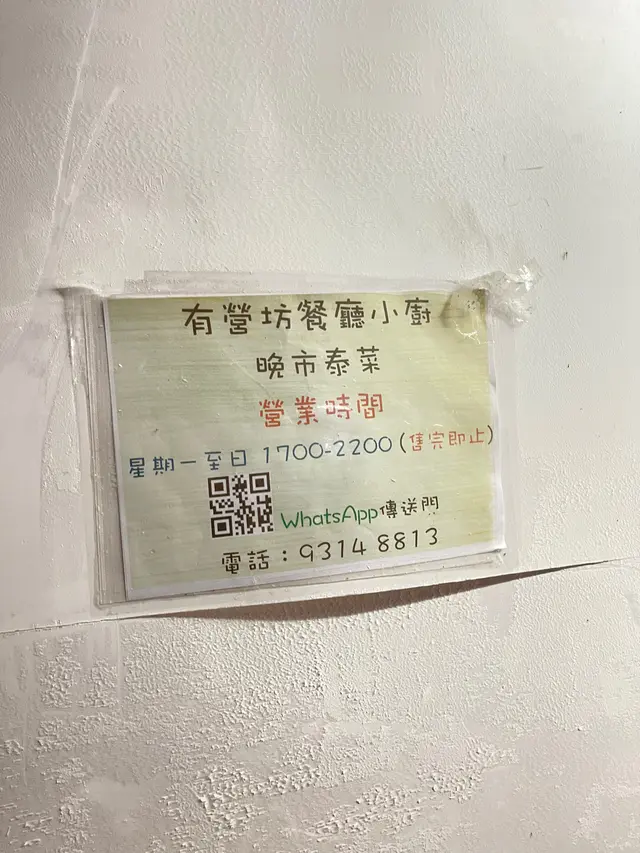 有營坊餐廳小廚
晚市泰菜
營業時間
星期一至日 1700-2200 (售完即止)
WhatsApp傳送門
電話：9314 8813